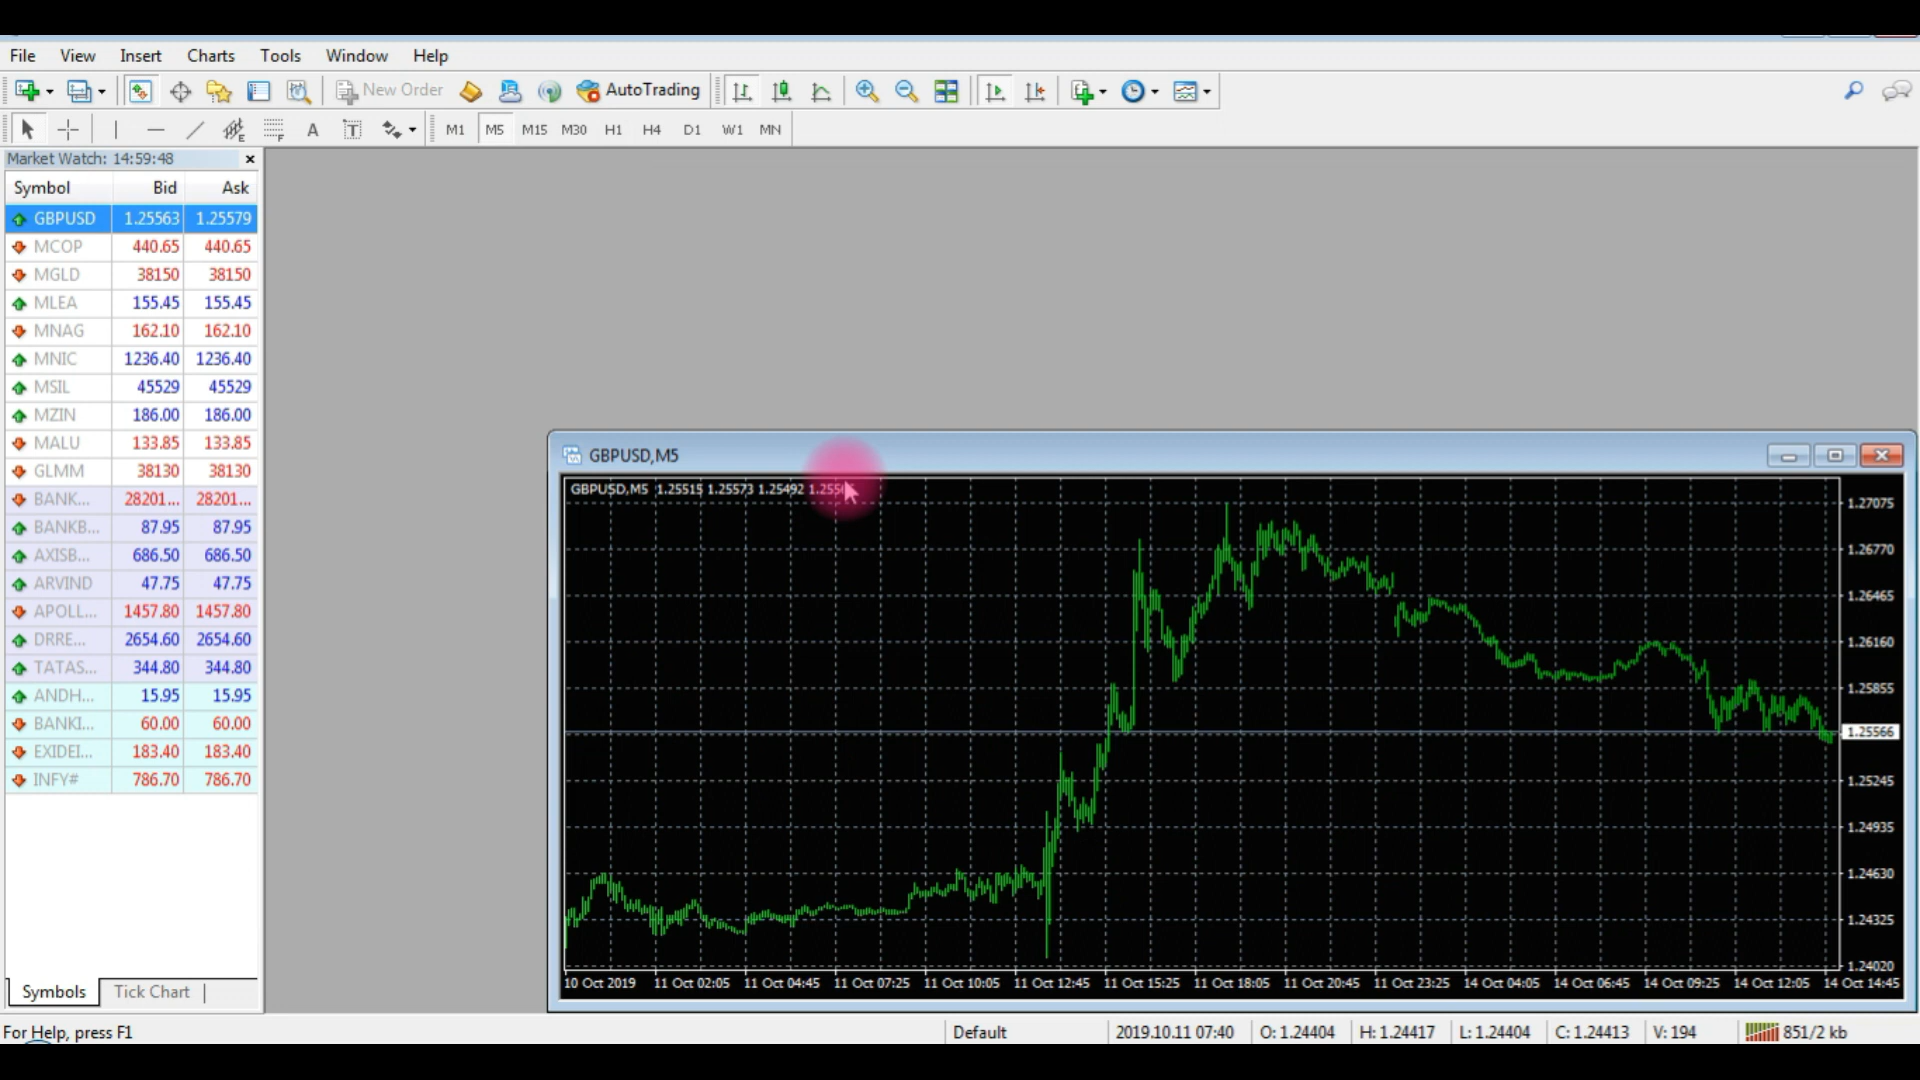 File View Insert Charts Tools Window Help
New Order AutoTrading
E F A T M1 M5 M15 M30 H1 H4 D1 W1 MN
Market Watch: 14:59:48
Symbol Bid Ask
GBPUSD 1.25563 1.25579
MCOP 440.65 440.65
MGLD 38150 38150
MLEA 155.45 155.45
MNAG 162.10 162.10
MNIC 1236.40 1236.40
MSIL 45529 45529
MZIN 186.00 186.00
MALU 133.85 133.85
GLMM 38130 38130
BANK... 28201... 28201...
BANKB... 87.95 87.95
AXISB... 686.50 686.50
ARVIND 47.75 47.75
APOLL... 1457.80 1457.80
DRRE... 2654.60 2654.60
TATAS... 344.80 344.80
ANDH... 15.95 15.95
BANKI... 60.00 60.00
EXIDEI... 183.40 183.40
INFY# 786.70 786.70
Symbols Tick Chart
GBPUSD,M5
GBPUSD,M5 1.25515 1.25573 1.25492
1.27075
1.26770
1.26465
1.26160
1.25855
1.25566
1.25245
1.24935
1.24630
1.24325
1.24020
10 Oct 2019 11 Oct 02:05 11 Oct 04:45 11 Oct 07:25 11 Oct 10:05 11 Oct 12:45 11 Oct 15:25 11 Oct 18:05 11 Oct 20:45 11 Oct 23:25 14 Oct 04:05 14 Oct 06:45 14 Oct 09:25 14 Oct 12:05 14 Oct 14:45
For Help, press F1 Default 2019.10.11 07:40 O: 1.24404 H: 1.24417 L: 1.24404 C: 1.24413 V: 194 851/2 kb